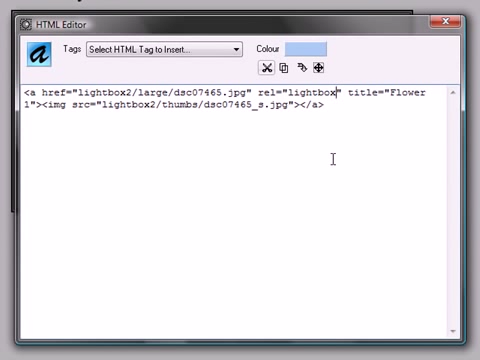 HTML Editor
Tags
Select HTML Tag to Insert...
Colour
<a href="lightbox2/large/dsc07465.jpg" rel="lightbox" title="Flower
1"><img src="lightbox2/thumbs/dsc07465_s.jpg"></a>